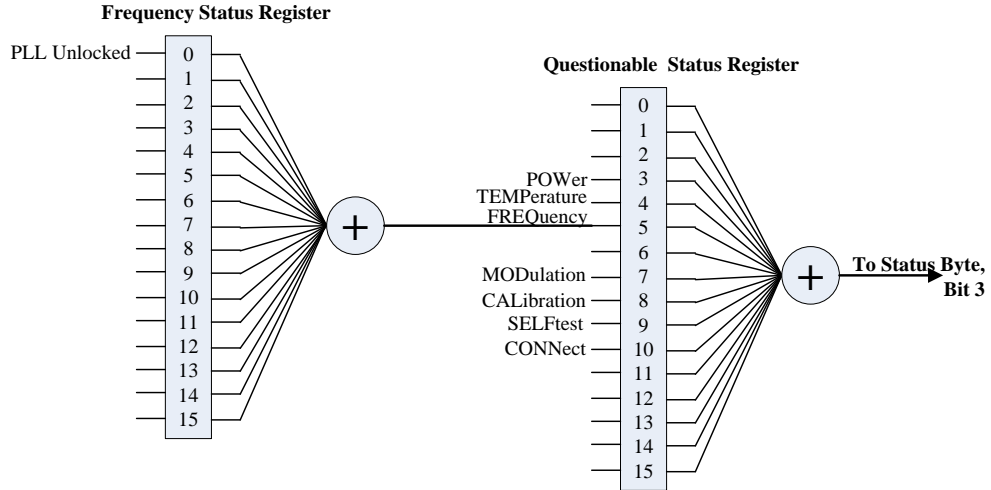 Frequency Status Register
PLL Unlocked
0
1
2
3
4
5
6
7
8
9
10
11
12
13
14
15
+
Questionable Status Register
POWer
TEMPerature
FREQuency
MODulation
CALibration
SELFtest
CONNect
0
1
2
3
4
5
6
7
8
9
10
11
12
13
14
15
+
To Status Byte,
Bit 3